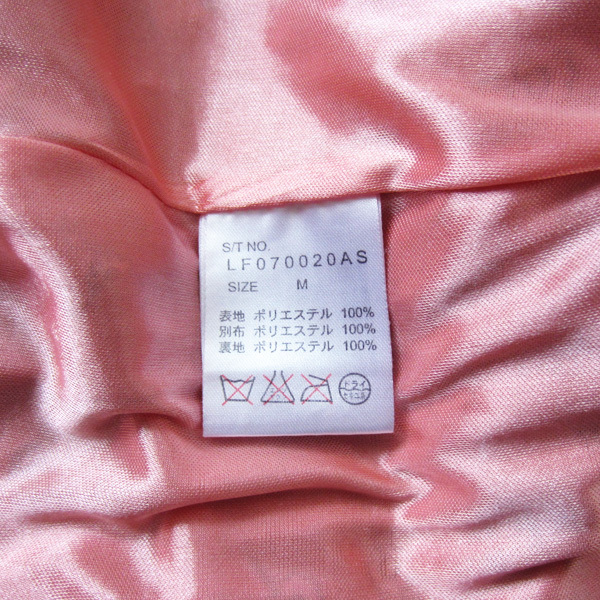 S/T NO.
LF070020AS
SIZE M
表地 ポリエステル 100%
別布 ポリエステル 100%
裏地 ポリエステル 100%
ドライ